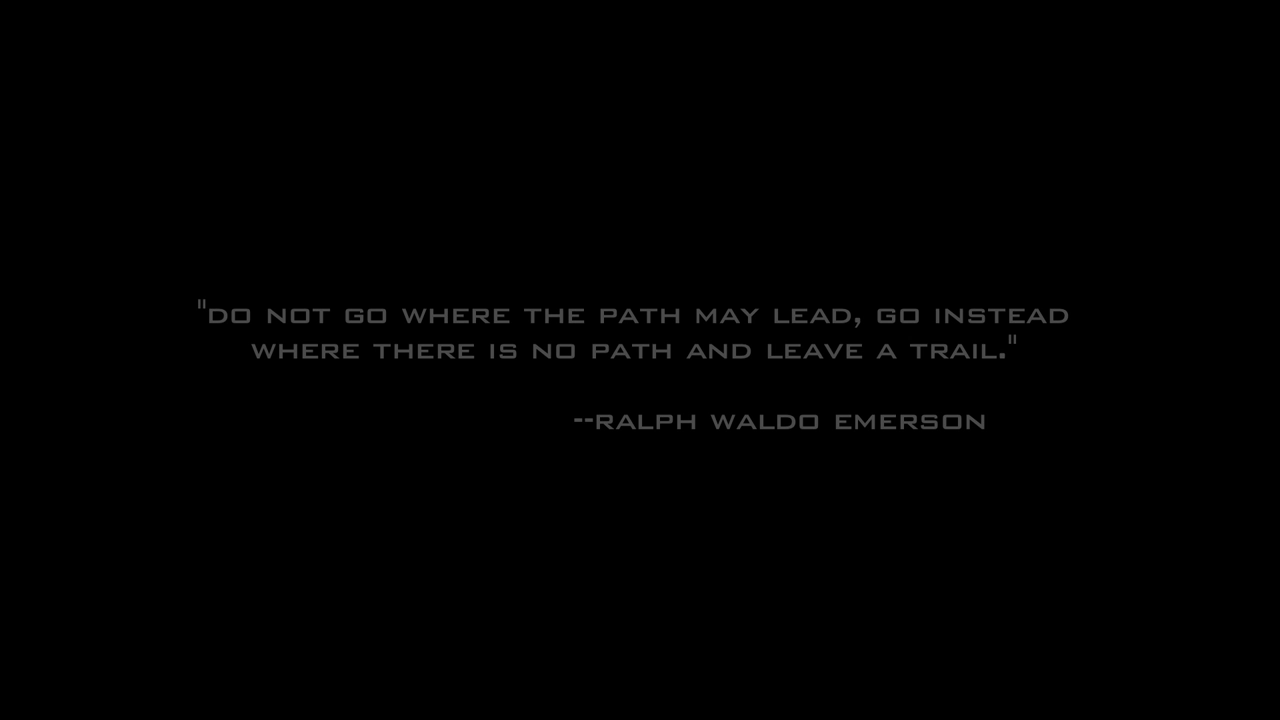 "DO NOT GO WHERE THE PATH MAY LEAD, GO INSTEAD
WHERE THERE IS NO PATH AND LEAVE A TRAIL."
--RALPH WALDO EMERSON